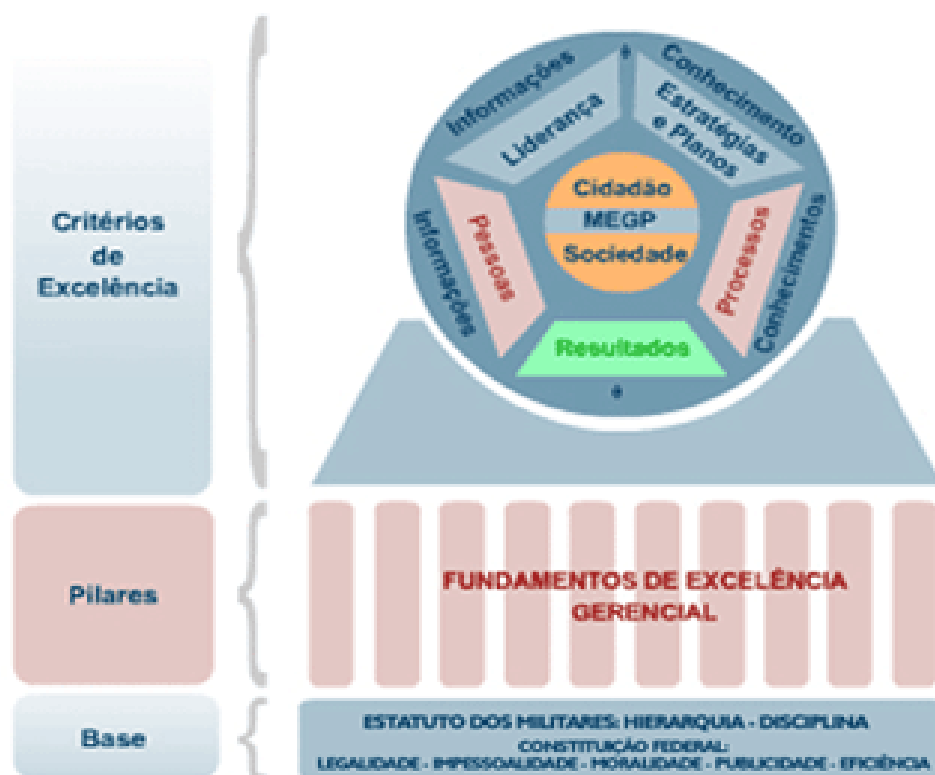 Critérios
de
Excelência
Informações
Conhecimento
Liderança
Estratégias
e Planos
Cidadão
MEGP
Sociedade
Pessoas
Processos
Informações
Conhecimentos
Resultados
Pilares
FUNDAMENTOS DE EXCELÊNCIA
GERENCIAL
Base
ESTATUTO DOS MILITARES: HIERARQUIA - DISCIPLINA
CONSTITUIÇÃO FEDERAL:
LEGALIDADE - IMPESSOALIDADE - MORALIDADE - PUBLICIDADE - EFICIÊNCIA